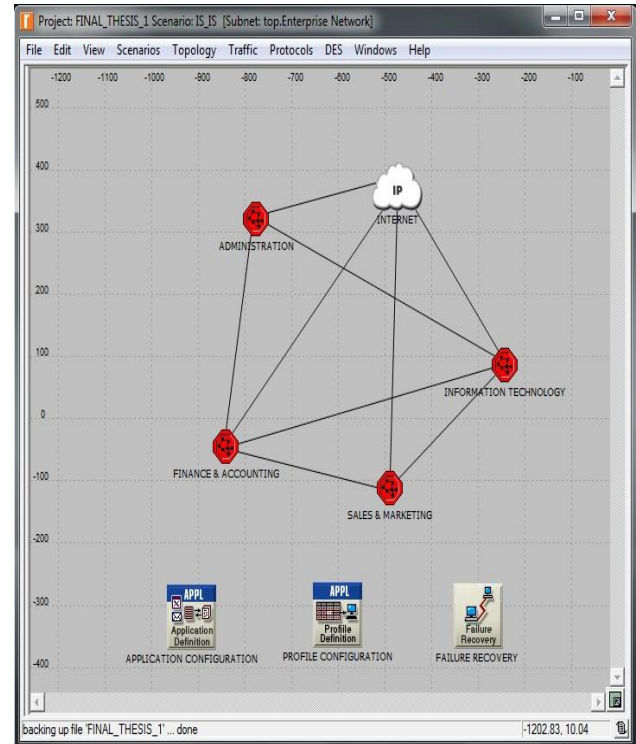 Project: FINAL_THESIS_1 Scenario: IS_IS [Subnet: top.Enterprise Network]
File Edit View Scenarios Topology Traffic Protocols DES Windows Help
-1200 -1100 -1000 -900 -800 -700 -600 -500 -400 -300 -200 -100
500
400
IP
INTERNET
300
ADMINISTRATION
200
100
INFORMATION TECHNOLOGY
0
FINANCE & ACCOUNTING
-100
SALES & MARKETING
-200
-300
APPL
Application
Definition
APPLICATION CONFIGURATION
APPL
Profile
Definition
PROFILE CONFIGURATION
Failure
Recovery
FAILURE RECOVERY
-400
backing up file 'FINAL_THESIS_1' ... done
-1202.83, 10.04